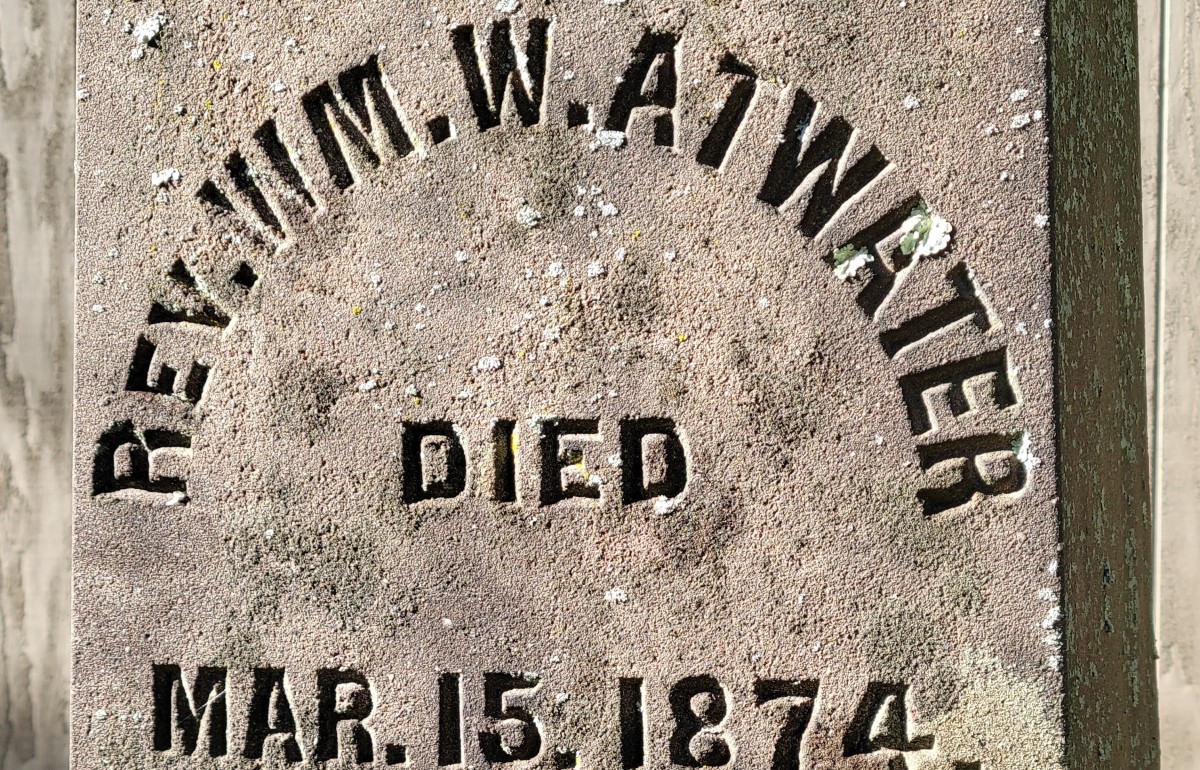 REV. WM. W. ATWATER
DIED
MAR. 15. 1874.